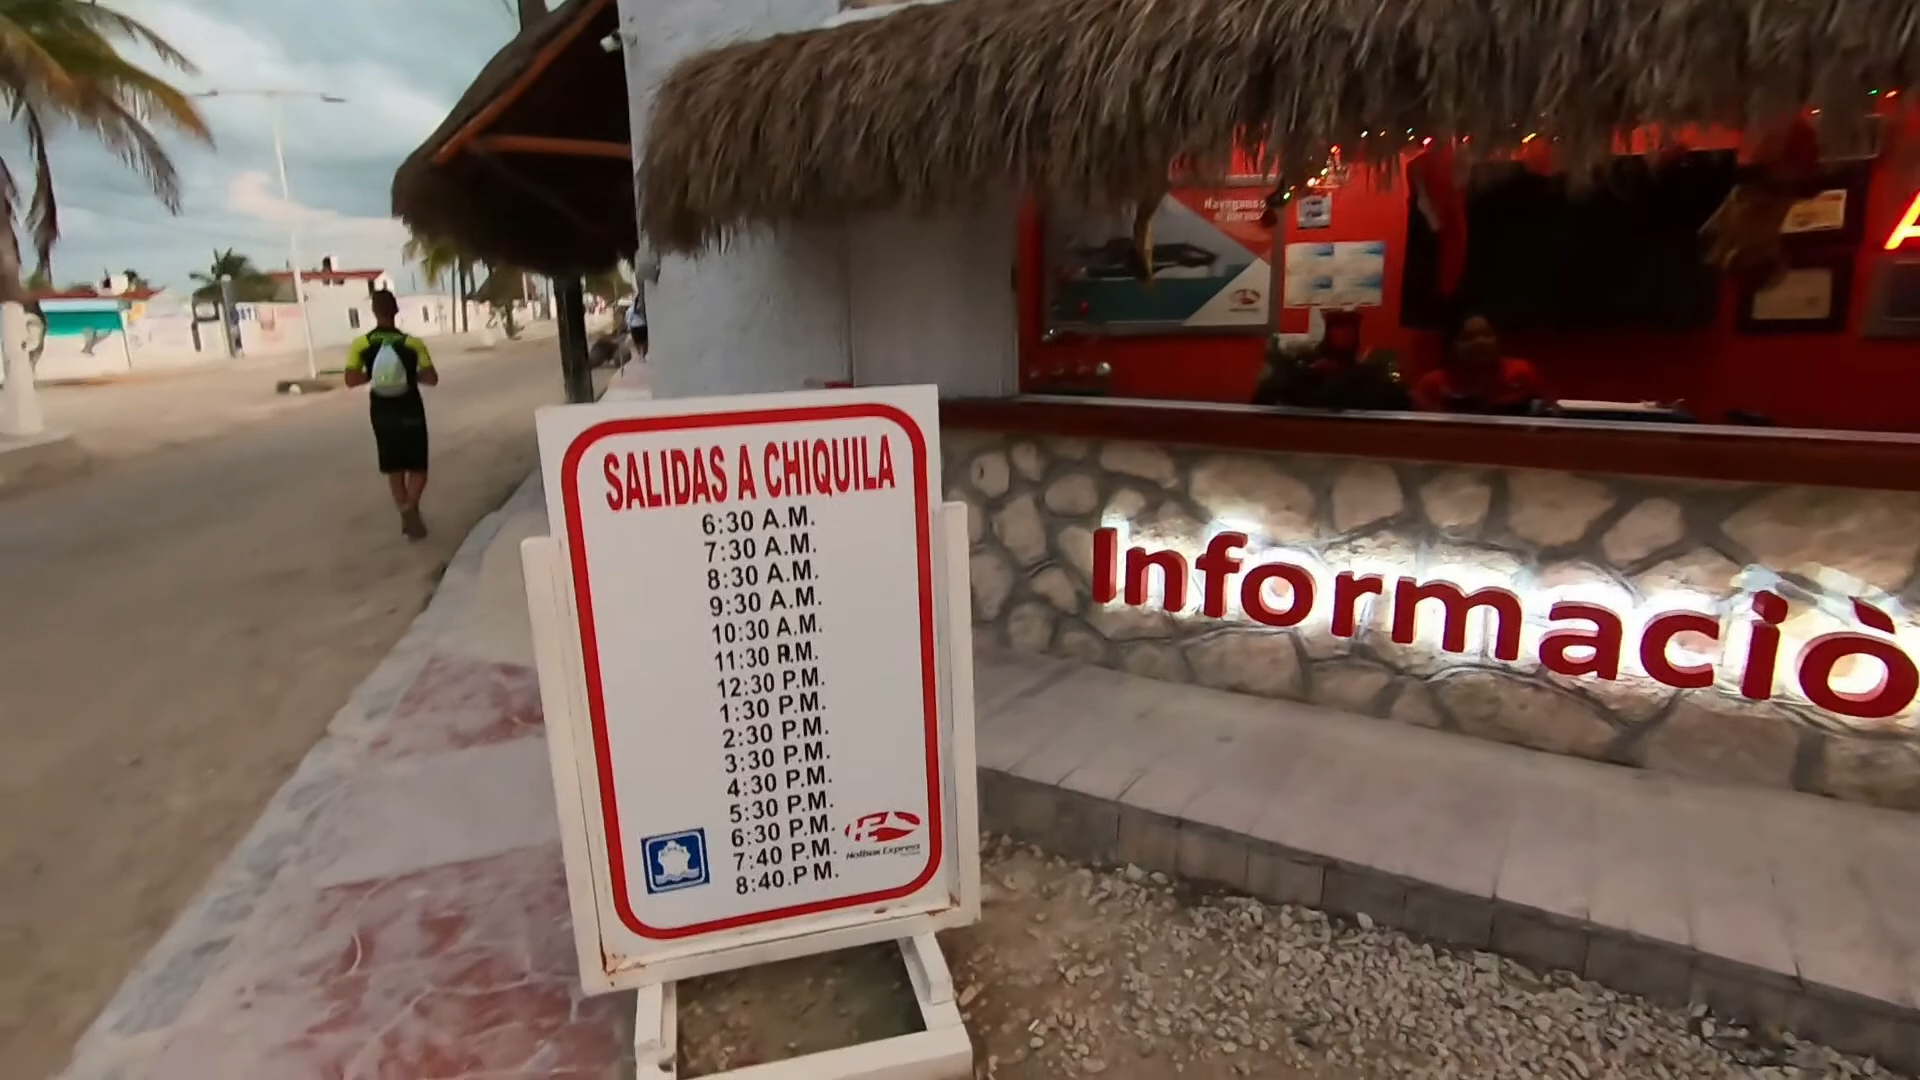 SALIDAS A CHIQUILA
6:30 A.M.
7:30 A.M.
8:30 A.M.
9:30 A.M.
10:30 A.M.
11:30 A.M.
12:30 P.M.
1:30 P.M.
2:30 P.M.
3:30 P.M.
4:30 P.M.
5:30 P.M.
6:30 P.M.
7:40 P.M.
8:40.P M.
Holbox Express
Informaciò